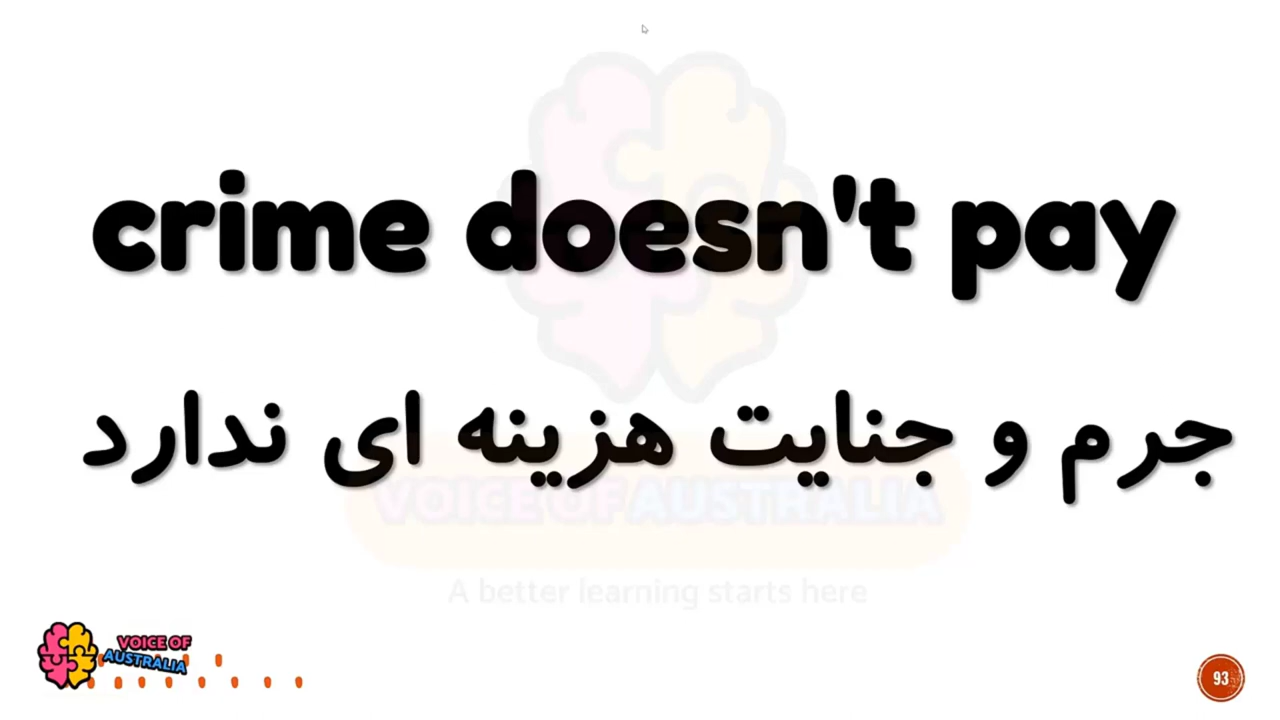 crime doesn't pay
جرم و جنایت هزینه ای ندارد
VOICE OF AUSTRALIA
A better learning starts here
VOICE OF
AUSTRALIA
93